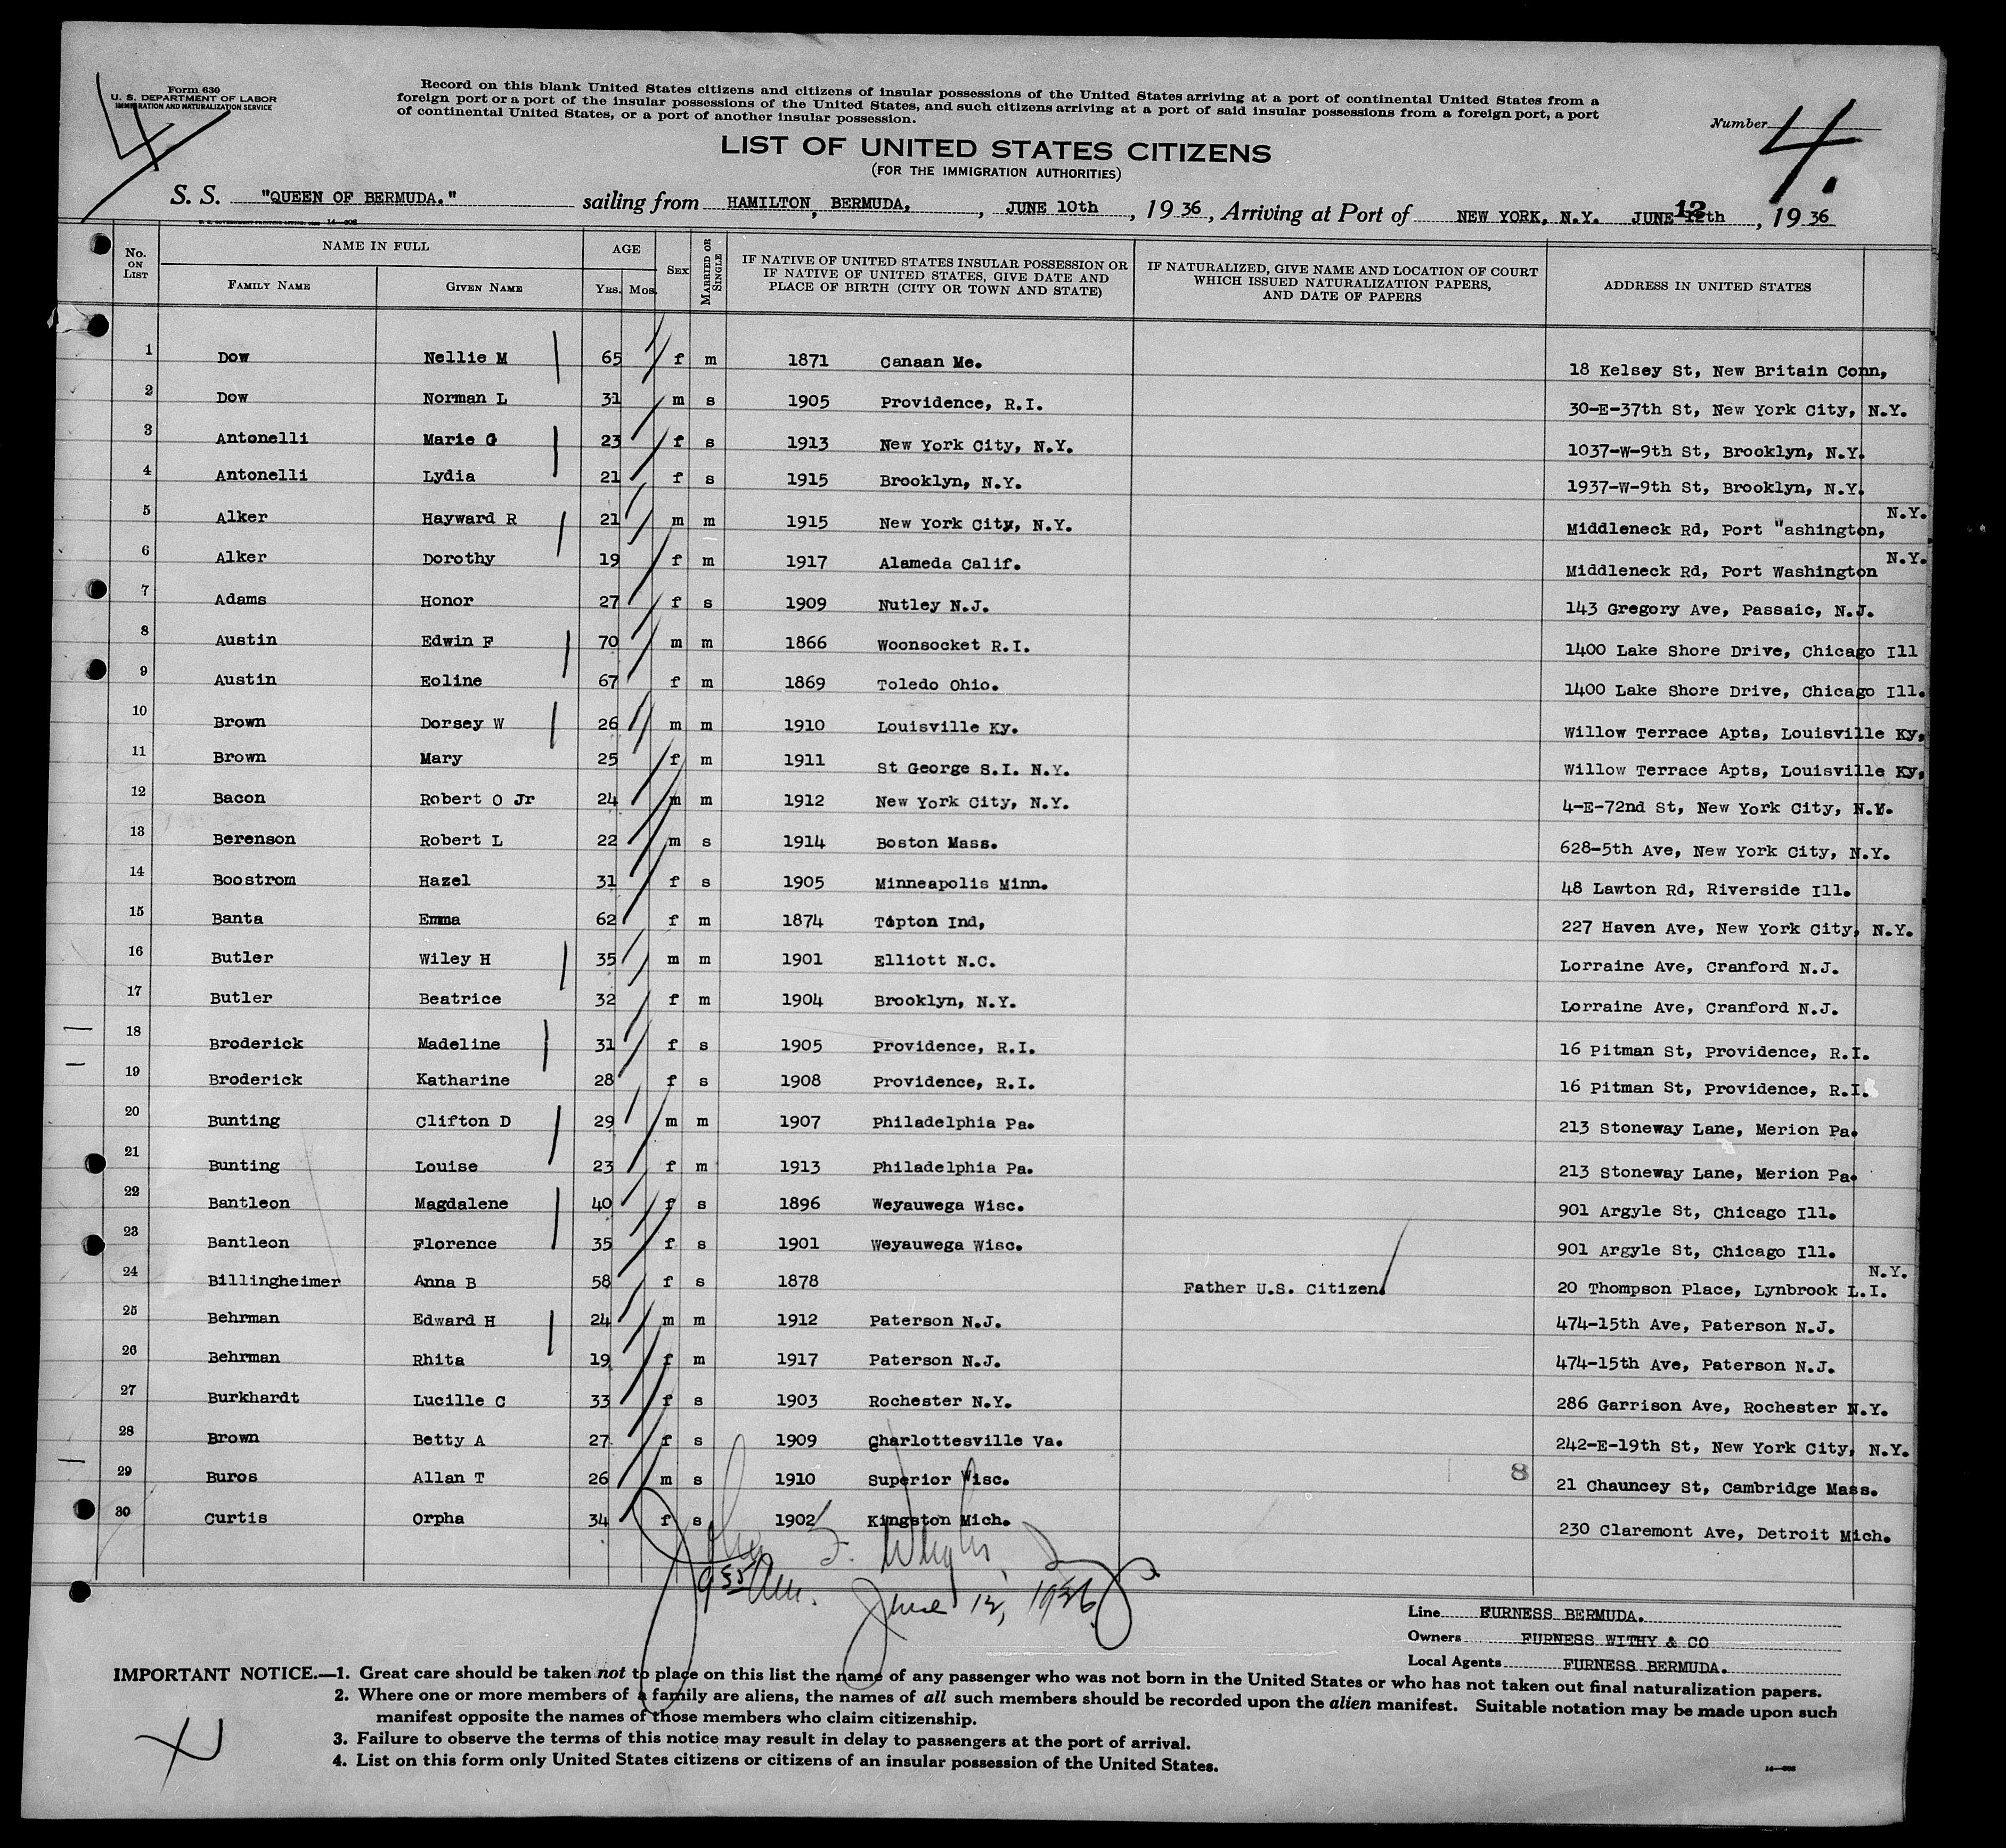 Form 630
U. S. DEPARTMENT OF LABOR
IMMIGRATION AND NATURALIZATION SERVICE
4
Record on this blank United States citizens and citizens of insular possessions of the United States arriving at a port of continental United States from a
foreign port or a port of the insular possessions of the United States, and such citizens arriving at a port of said insular possessions from a foreign port, a port
of continental United States, or a port of another insular possession.
Number 4.
LIST OF UNITED STATES CITIZENS
(FOR THE IMMIGRATION AUTHORITIES)
S. S. "QUEEN OF BERMUDA." sailing from HAMILTON, BERMUDA, , JUNE 10th , 19 36 , Arriving at Port of NEW YORK, N.Y. JUNE 12th , 19 36
No. ON LIST NAME IN FULL FAMILY NAME GIVEN NAME AGE YRS. MOS. SEX MARRIED OR SINGLE IF NATIVE OF UNITED STATES INSULAR POSSESSION OR IF NATIVE OF UNITED STATES, GIVE DATE AND PLACE OF BIRTH (CITY OR TOWN AND STATE) IF NATURALIZED, GIVE NAME AND LOCATION OF COURT WHICH ISSUED NATURALIZATION PAPERS, AND DATE OF PAPERS ADDRESS IN UNITED STATES
1 Dow Nellie M 65 f m 1871 Canaan Me. 18 Kelsey St, New Britain Conn,
2 Dow Norman L 31 m s 1905 Providence, R.I. 30-E-37th St, New York City, N.Y.
3 Antonelli Marie G 23 f s 1913 New York City, N.Y. 1037-W-9th St, Brooklyn, N.Y.
4 Antonelli Lydia 21 f s 1915 Brooklyn, N.Y. 1937-W-9th St, Brooklyn, N.Y.
5 Alker Hayward R 21 m m 1915 New York City, N.Y. Middleneck Rd, Port "ashington, N.Y.
6 Alker Dorothy 19 f m 1917 Alameda Calif. Middleneck Rd, Port Washington N.Y.
7 Adams Honor 27 f s 1909 Nutley N.J. 143 Gregory Ave, Passaic, N.J.
8 Austin Edwin F 70 m m 1866 Woonsocket R.I. 1400 Lake Shore Drive, Chicago Ill
9 Austin Eoline 67 f m 1869 Toledo Ohio. 1400 Lake Shore Drive, Chicago Ill.
10 Brown Dorsey W 26 m m 1910 Louisville Ky. Willow Terrace Apts, Louisville Ky,
11 Brown Mary 25 f m 1911 St George S.I. N.Y. Willow Terrace Apts, Louisville Ky,
12 Bacon Robert O Jr 24 m m 1912 New York City, N.Y. 4-E-72nd St, New York City, N.Y.
13 Berenson Robert L 22 m s 1914 Boston Mass. 628-5th Ave, New York City, N.Y.
14 Boostrom Hazel 31 f s 1905 Minneapolis Minn. 48 Lawton Rd, Riverside Ill.
15 Banta Emma 62 f m 1874 Tipton Ind, 227 Haven Ave, New York City, N.Y.
16 Butler Wiley H 35 m m 1901 Elliott N.C. Lorraine Ave, Cranford N.J.
17 Butler Beatrice 32 f m 1904 Brooklyn, N.Y. Lorraine Ave, Cranford N.J.
18 Broderick Madeline 31 f s 1905 Providence, R.I. 16 Pitman St, Providence, R.I.
19 Broderick Katharine 28 f s 1908 Providence, R.I. 16 Pitman St, Providence, R.I.
20 Bunting Clifton D 29 m m 1907 Philadelphia Pa. 213 Stoneway Lane, Merion Pa.
21 Bunting Louise 23 f m 1913 Philadelphia Pa. 213 Stoneway Lane, Merion Pa.
22 Bantleon Magdalene 40 f s 1896 Weyauwega Wisc. 901 Argyle St, Chicago Ill.
23 Bantleon Florence 35 f s 1901 Weyauwega Wisc. 901 Argyle St, Chicago Ill.
24 Billingheimer Anna B 58 f s 1878 Father U.S. Citizen. 20 Thompson Place, Lynbrook L.I. N.Y.
25 Behrman Edward H 24 m m 1912 Paterson N.J. 474-15th Ave, Paterson N.J.
26 Behrman Rhita 19 f m 1917 Paterson N.J. 474-15th Ave, Paterson N.J.
27 Burkhardt Lucille C 33 f s 1903 Rochester N.Y. 286 Garrison Ave, Rochester N.Y.
28 Brown Betty A 27 f s 1909 Charlottesville Va. 242-E-19th St, New York City, N.Y.
29 Buros Allan T 26 m s 1910 Superior Wisc. 8 21 Chauncey St, Cambridge Mass.
30 Curtis Orpha 34 f s 1902 Kingston Mich. 230 Claremont Ave, Detroit Mich.
June 12, 1936
Line FURNESS BERMUDA.
Owners FURNESS WITHY & CO
Local Agents FURNESS BERMUDA.
IMPORTANT NOTICE.—1. Great care should be taken not to place on this list the name of any passenger who was not born in the United States or who has not taken out final naturalization papers.
2. Where one or more members of a family are aliens, the names of all such members should be recorded upon the alien manifest. Suitable notation may be made upon such
manifest opposite the names of those members who claim citizenship.
3. Failure to observe the terms of this notice may result in delay to passengers at the port of arrival.
4. List on this form only United States citizens or citizens of an insular possession of the United States.